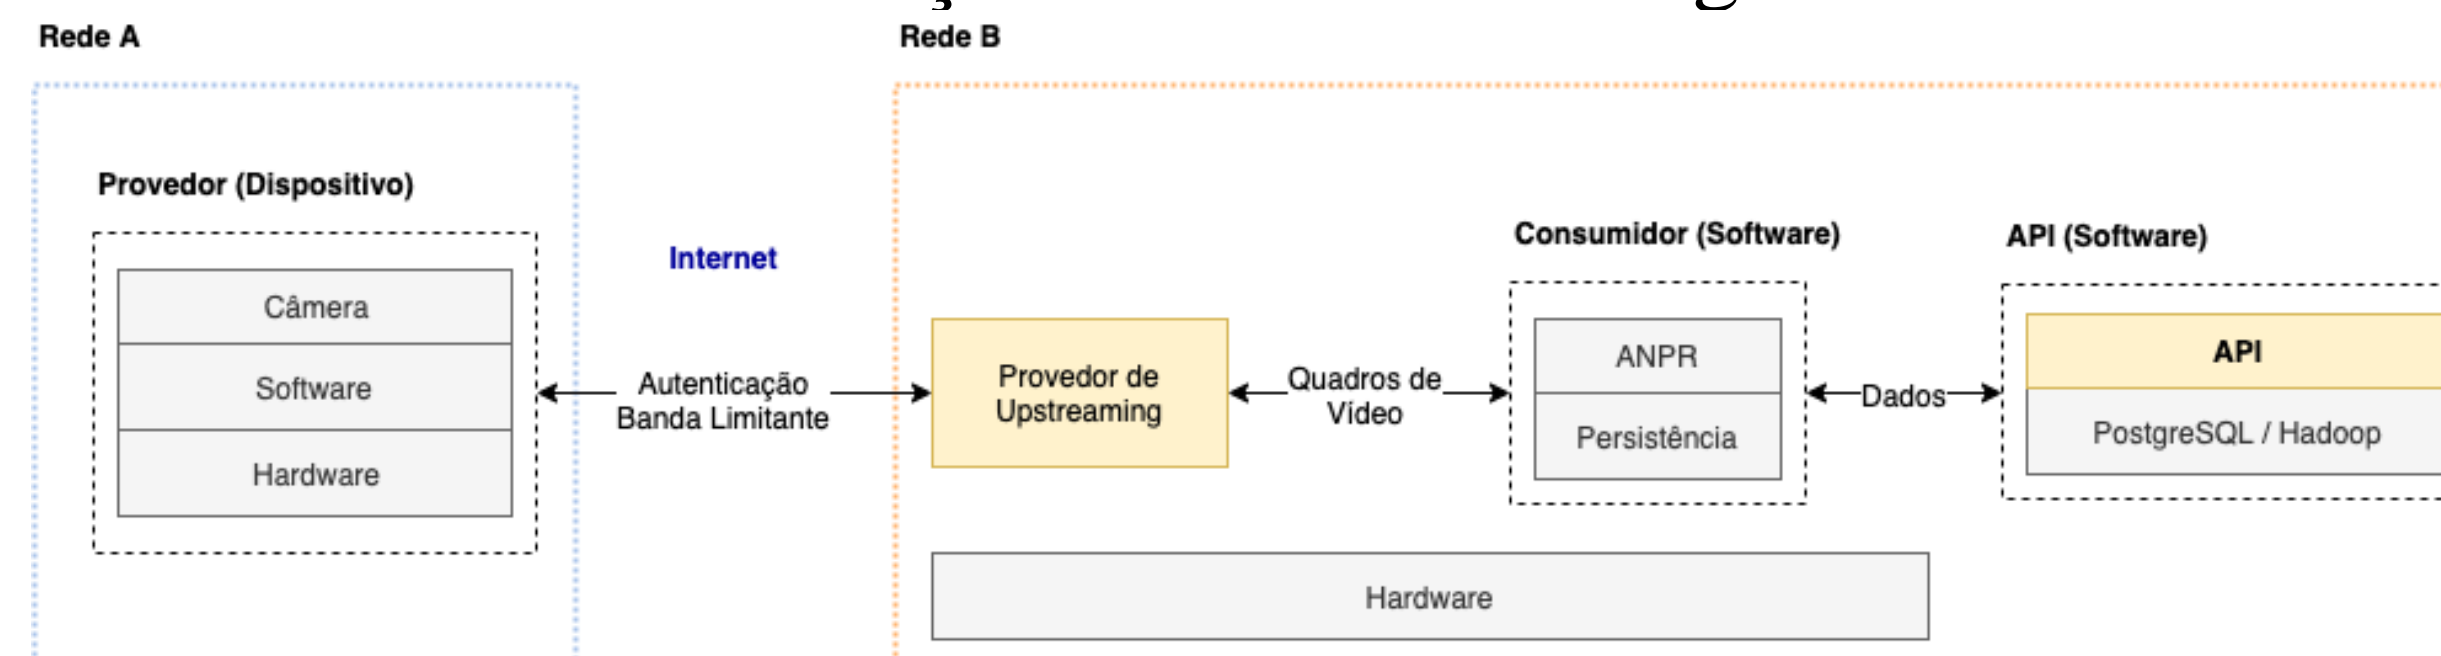 Rede A
Rede B
Provedor (Dispositivo)
Câmera
Software
Hardware
Internet
Autenticação
Banda Limitante
Provedor de
Upstreaming
Quadros de
Vídeo
Consumidor (Software)
ANPR
Persistência
Dados
API (Software)
API
PostgreSQL / Hadoop
Hardware